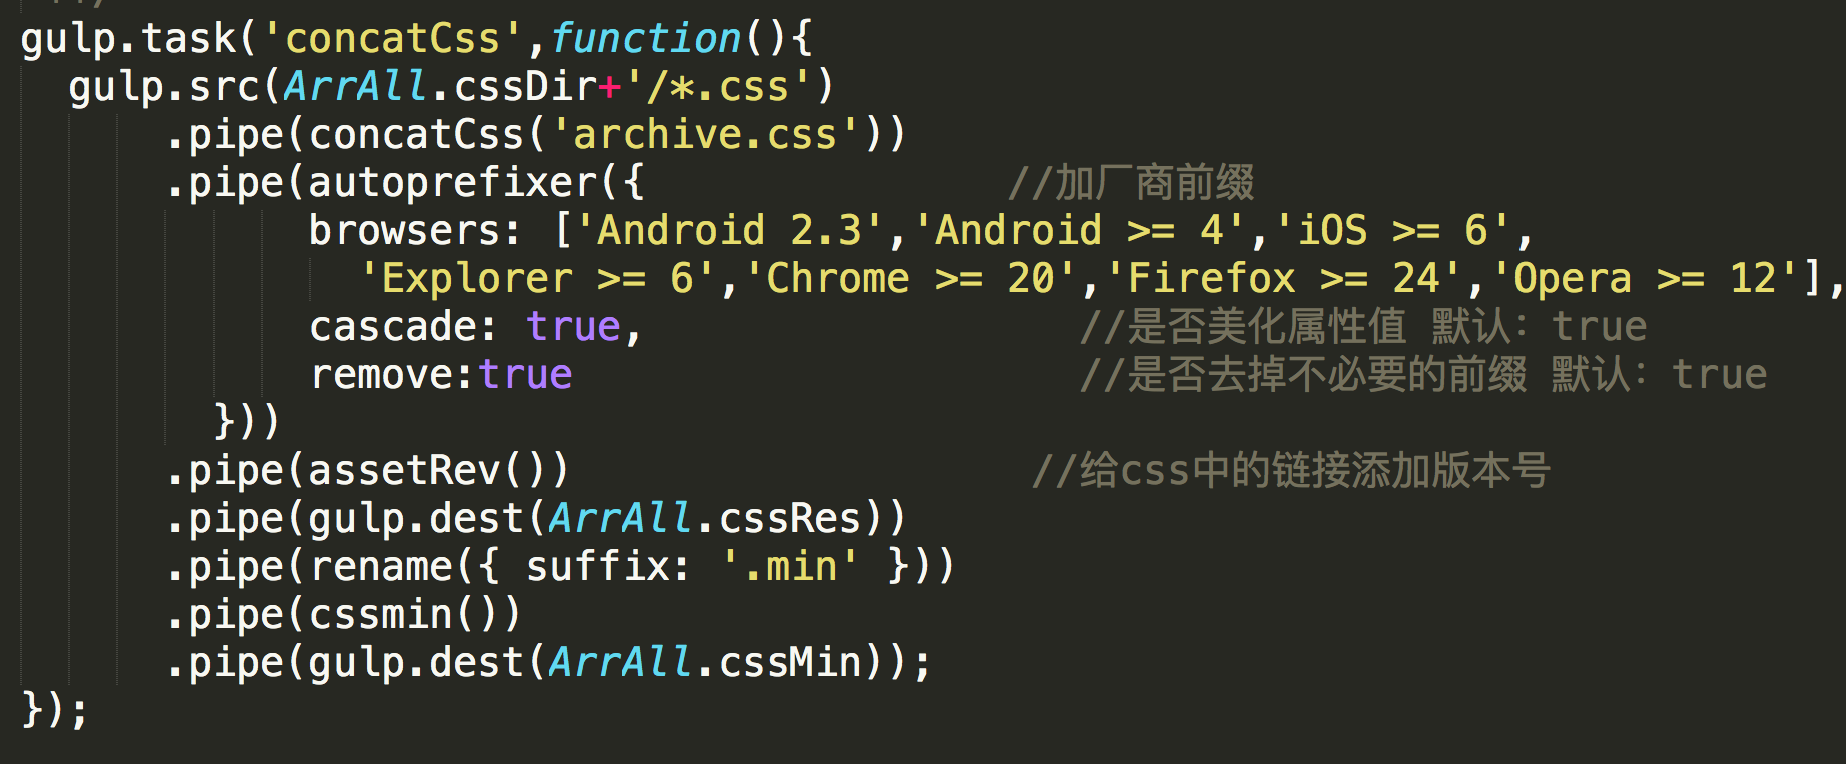 gulp.task('concatCss',function(){
gulp.src(ArrAll.cssDir+'/*.css')
.pipe(concatCss('archive.css'))
.pipe(autoprefixer({ //加厂商前缀
browsers: ['Android 2.3','Android >= 4','iOS >= 6',
'Explorer >= 6','Chrome >= 20','Firefox >= 24','Opera >= 12'],
cascade: true, //是否美化属性值 默认：true
remove:true //是否去掉不必要的前缀 默认：true
}))
.pipe(assetRev()) //给css中的链接添加版本号
.pipe(gulp.dest(ArrAll.cssRes))
.pipe(rename({ suffix: '.min' }))
.pipe(cssmin())
.pipe(gulp.dest(ArrAll.cssMin));
});